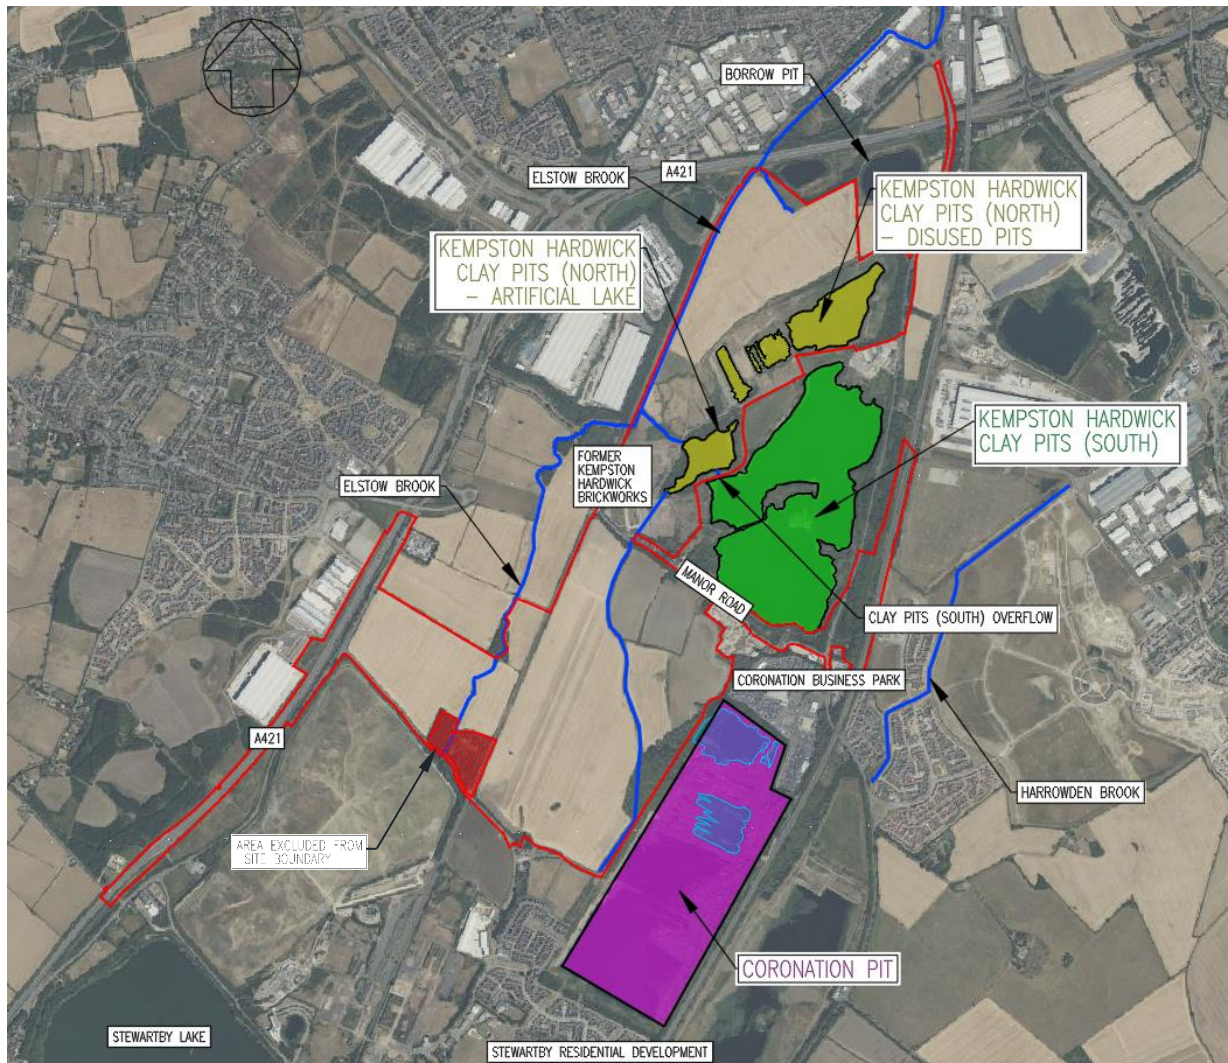 BORROW PIT
A421
ELSTOW BROOK
KEMPSTON HARDWICK
CLAY PITS (NORTH)
- DISUSED PITS
KEMPSTON HARDWICK
CLAY PITS (NORTH)
- ARTIFICIAL LAKE
KEMPSTON HARDWICK
CLAY PITS (SOUTH)
FORMER
KEMPSTON
HARDWICK
BRICKWORKS
ELSTOW BROOK
MANOR ROAD
CLAY PITS (SOUTH) OVERFLOW
CORONATION BUSINESS PARK
A421
HARROWDEN BROOK
AREA EXCLUDED FROM
SITE BOUNDARY
CORONATION PIT
STEWARTBY LAKE
STEWARTBY RESIDENTIAL DEVELOPMENT